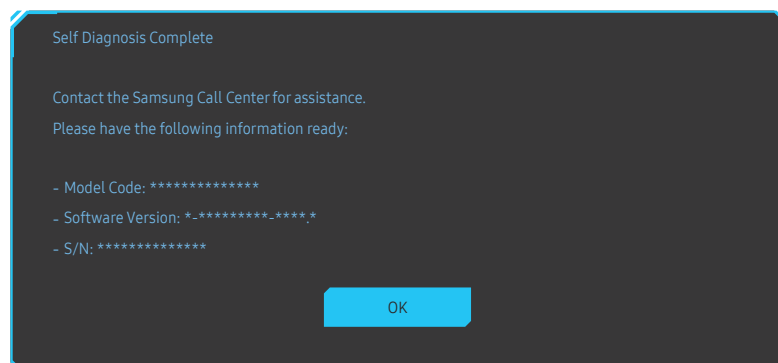 Self Diagnosis Complete
Contact the Samsung Call Center for assistance.
Please have the following information ready:
- Model Code: **************
- Software Version: *-*********-****.*
- S/N: **************
OK